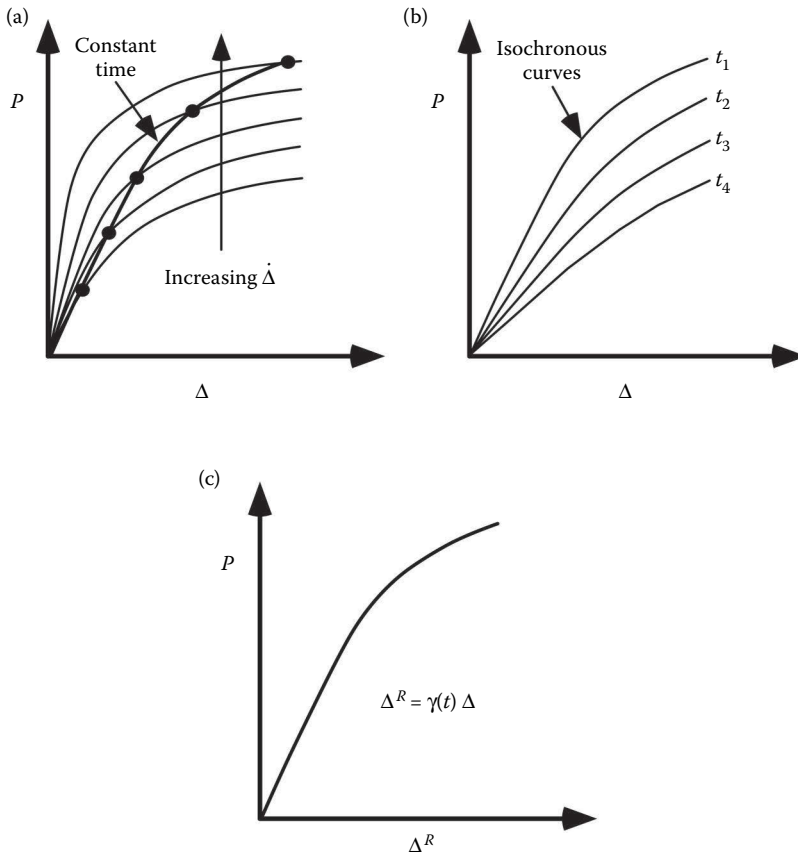 (a)
Constant
time
P
Increasing Δ̇
Δ
(b)
Isochronous
curves
P
t₁
t₂
t₃
t₄
Δ
(c)
P
Δᴿ = γ(t) Δ
Δᴿ